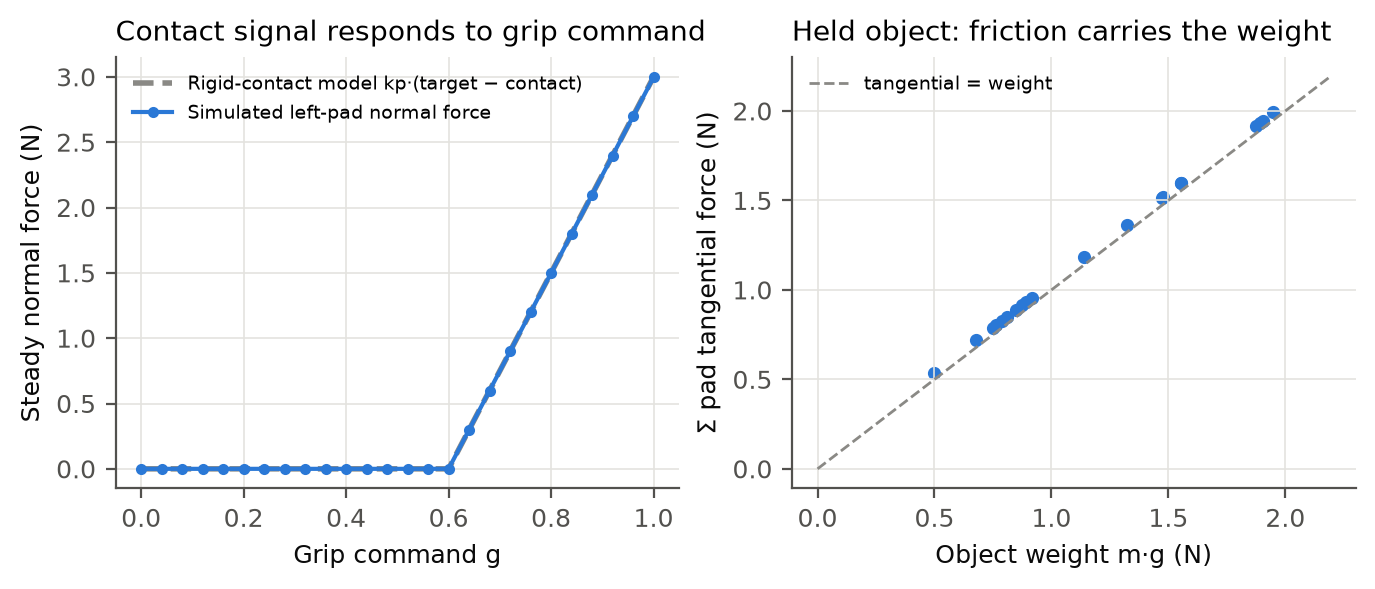 Contact signal responds to grip command
Rigid-contact model kp·(target − contact)
Simulated left-pad normal force
Steady normal force (N)
3.0
2.5
2.0
1.5
1.0
0.5
0.0
0.0 0.2 0.4 0.6 0.8 1.0
Grip command g
Held object: friction carries the weight
tangential = weight
Σ pad tangential force (N)
2.0
1.5
1.0
0.5
0.0
0.0 0.5 1.0 1.5 2.0
Object weight m·g (N)